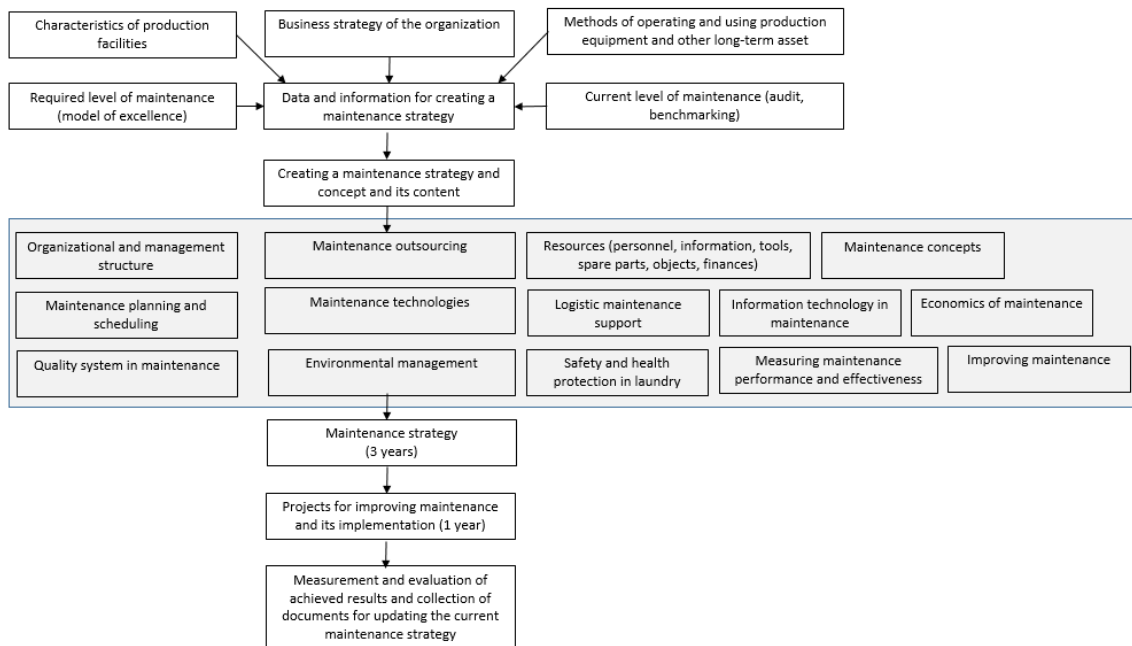 Characteristics of production
facilities
Business strategy of the
organization
Methods of operating and using production
equipment and other long-term asset
Required level of maintenance
(model of excellence)
Data and information for creating a
maintenance strategy
Current level of maintenance (audit,
benchmarking)
Creating a maintenance strategy and
concept and its content
Organizational and management
structure
Maintenance outsourcing
Resources (personnel, information, tools,
spare parts, objects, finances)
Maintenance concepts
Maintenance planning and
scheduling
Maintenance technologies
Logistic maintenance
support
Information technology in
maintenance
Economics of maintenance
Quality system in maintenance
Environmental management
Safety and health
protection in laundry
Measuring maintenance
performance and effectiveness
Improving maintenance
Maintenance strategy
(3 years)
Projects for improving maintenance
and its implementation (1 year)
Measurement and evaluation of
achieved results and collection of
documents for updating the current
maintenance strategy